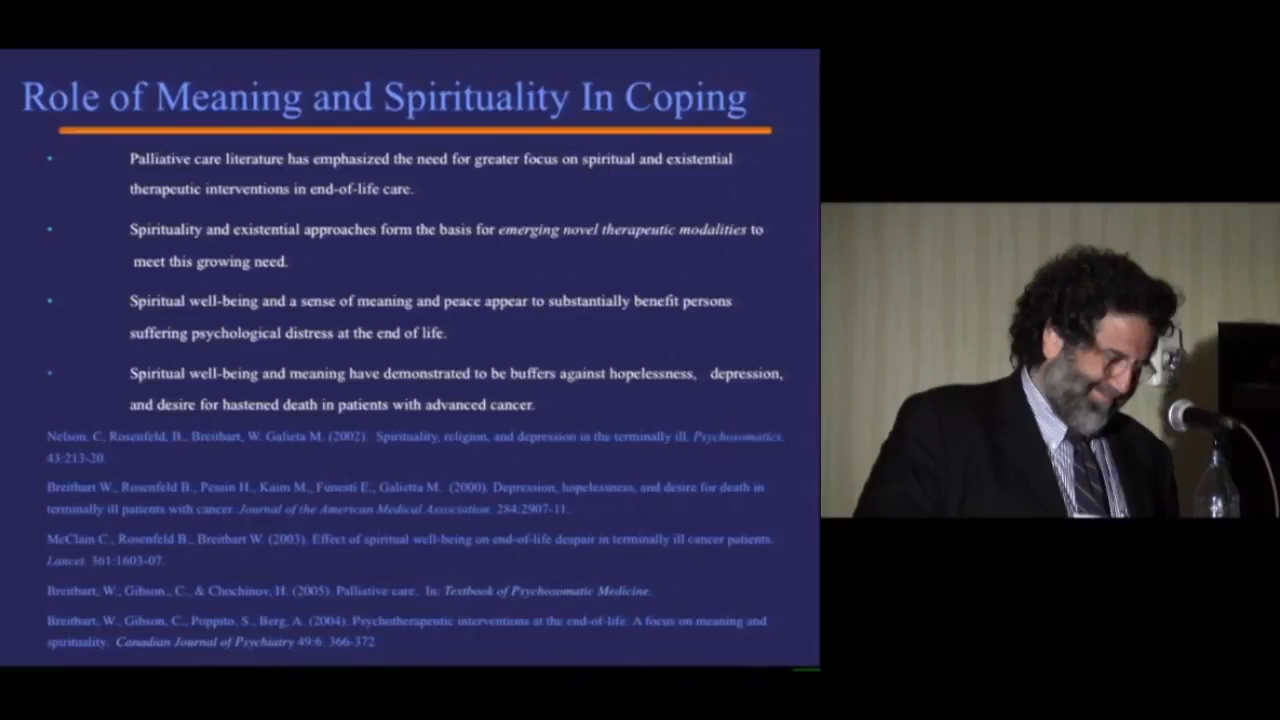 Role of Meaning and Spirituality In Coping
• Palliative care literature has emphasized the need for greater focus on spiritual and existential
therapeutic interventions in end-of-life care.
• Spirituality and existential approaches form the basis for emerging novel therapeutic modalities to
meet this growing need.
• Spiritual well-being and a sense of meaning and peace appear to substantially benefit persons
suffering psychological distress at the end of life.
• Spiritual well-being and meaning have demonstrated to be buffers against hopelessness, depression,
and desire for hastened death in patients with advanced cancer.
Nelson, C, Rosenfeld, B., Breitbart, W. Galieta M. (2002). Spirituality, religion, and depression in the terminally ill. Psychosomatics.
43:213-20.
Breitbart W., Rosenfeld B., Pessin H., Kaim M., Funesti E., Galietta M. (2000). Depression, hopelessness, and desire for death in
terminally ill patients with cancer. Journal of the American Medical Association. 284:2907-11.
McClain C., Rosenfeld B., Breitbart W. (2003). Effect of spiritual well-being on end-of-life despair in terminally ill cancer patients.
Lancet. 361:1603-07.
Breitbart, W., Gibson, C., & Chochinov, H. (2005). Palliative care. In: Textbook of Psychosomatic Medicine.
Breitbart, W., Gibson, C., Poppito, S., Berg, A. (2004). Psychotherapeutic interventions at the end-of-life: A focus on meaning and
spirituality. Canadian Journal of Psychiatry 49:6. 366-372